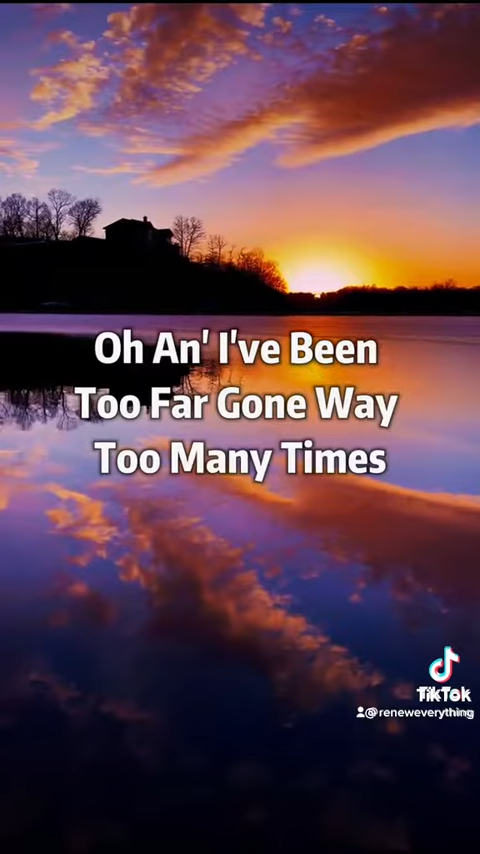 Oh An' I've Been
Too Far Gone Way
Too Many Times
TikTok
@reneweverything